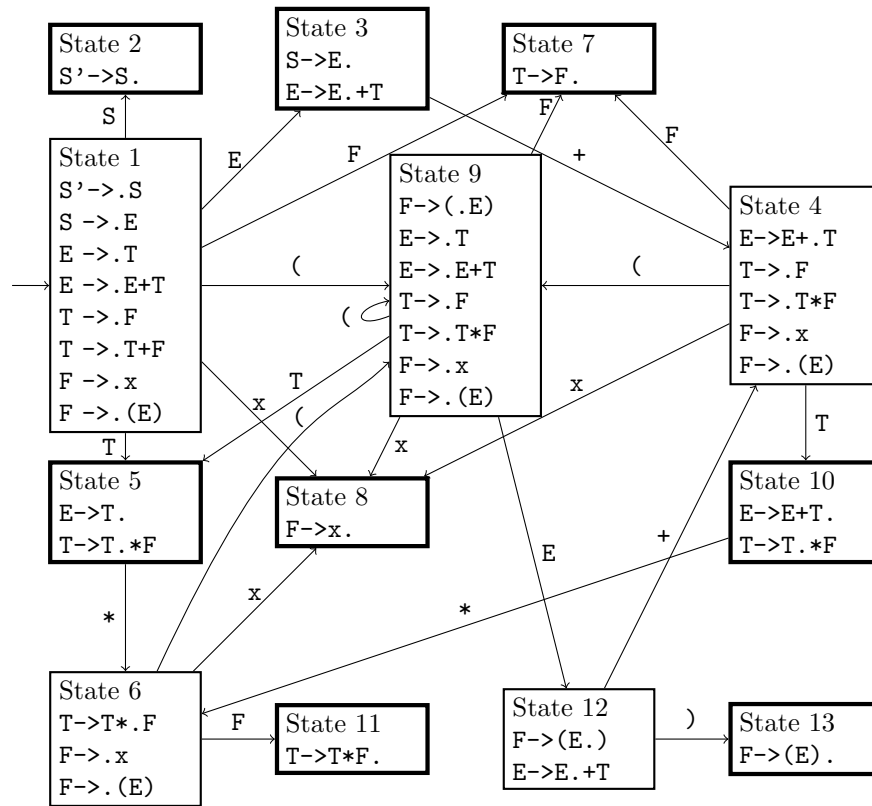 State 2
S'->S.
State 3
S->E.
E->E.+T
State 7
T->F.
S
E
F
F
F
+
State 1
S'->.S
S ->.E
E ->.T
E ->.E+T
T ->.F
T ->.T+F
F ->.x
F ->.(E)
(
State 9
F->(.E)
E->.T
E->.E+T
T->.F
T->.T*F
F->.x
F->.(E)
(
(
State 4
E->E+.T
T->.F
T->.T*F
F->.x
F->.(E)
T
x
(
T
x
x
T
State 5
E->T.
T->T.*F
State 8
F->x.
State 10
E->E+T.
T->T.*F
*
x
E
+
*
State 6
T->T*.F
F->.x
F->.(E)
F
State 11
T->T*F.
State 12
F->(E.)
E->E.+T
)
State 13
F->(E).